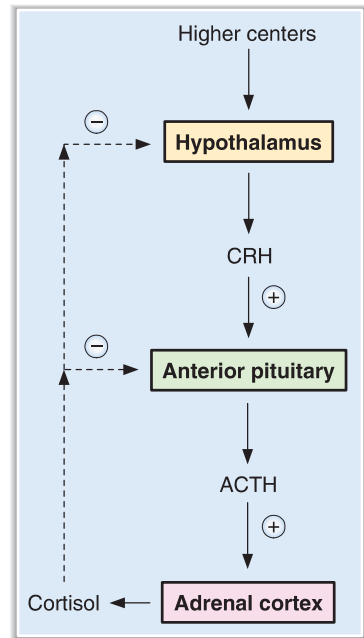 Higher centers
−
Hypothalamus
CRH
+
−
Anterior pituitary
ACTH
+
Cortisol
Adrenal cortex